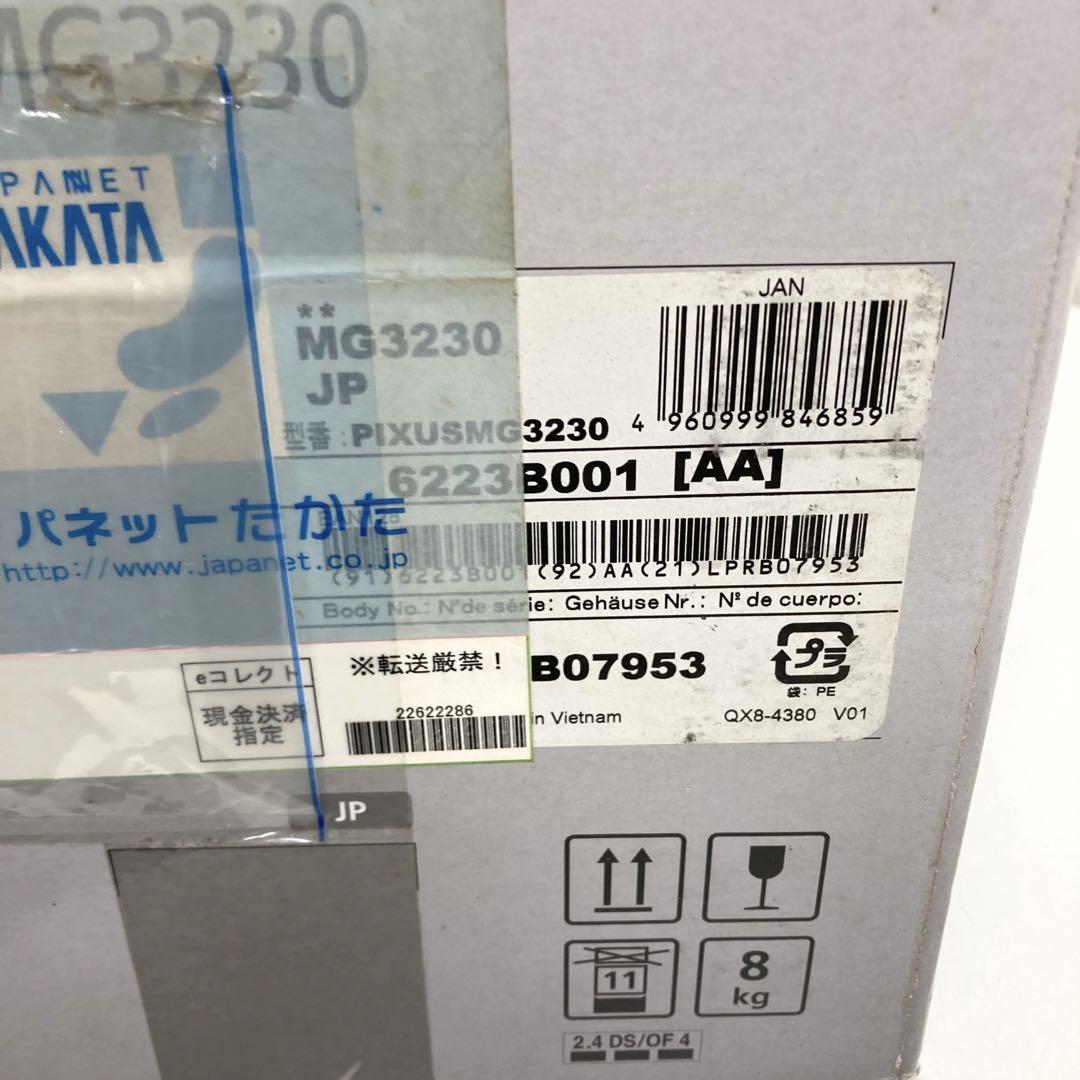 MG3230
PANNET
AKATA
**
MG3230
JP
JAN
4 960999 846859
型番:PIXUSMG3230
6223B001 [AA]
パネットたかた
http://www.japanet.co.jp
(91)6223B001(92)AA(21)LPRB07953
Body No.: N°de série: Gehäuse Nr.: Nº de cuerpo:
※転送厳禁!
B07953
プラ
袋: PE
eコレクト
現金決済
指定
22622286
in Vietnam
QX8-4380 V01
JP
11
8
kg
2.4 DS/OF 4